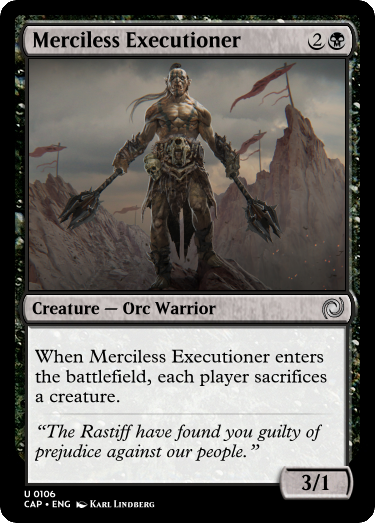 Merciless Executioner 2
Creature — Orc Warrior
When Merciless Executioner enters
the battlefield, each player sacrifices
a creature.
“The Rastiff have found you guilty of
prejudice against our people.”
3/1
U 0106
CAP • ENG Karl Lindberg